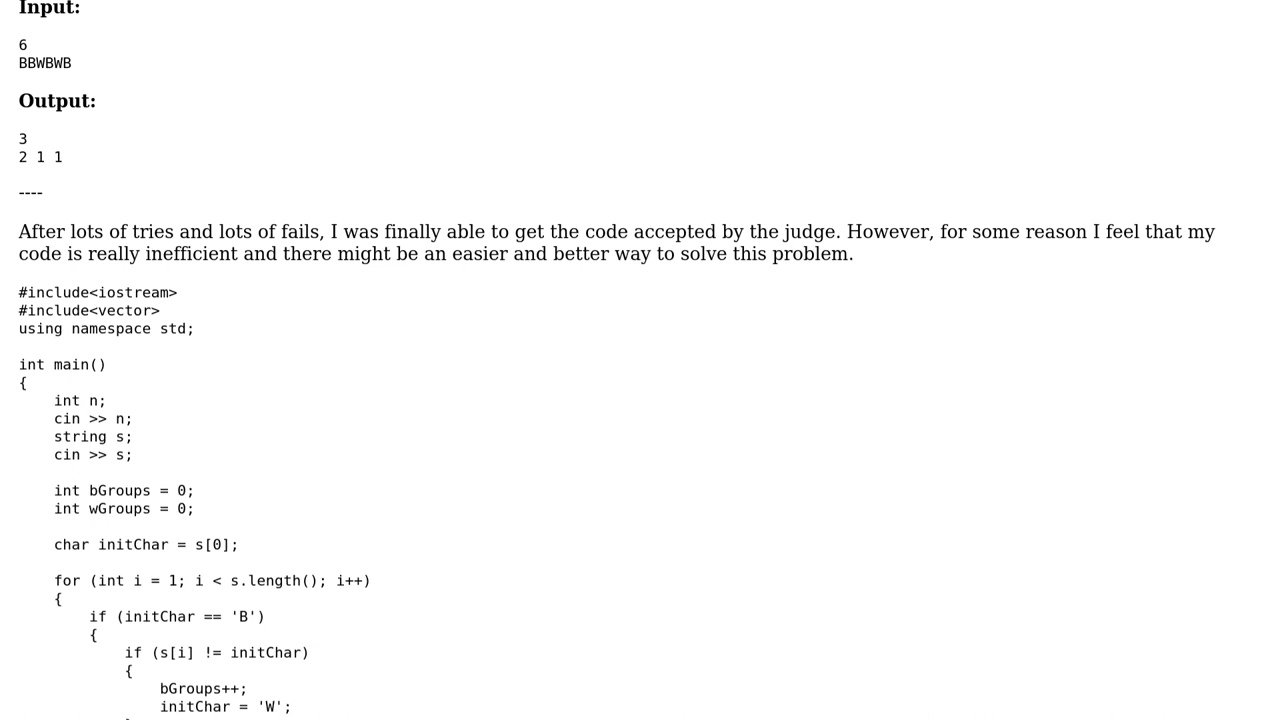 Input:
6
BBWBWB
Output:
3
2 1 1
----
After lots of tries and lots of fails, I was finally able to get the code accepted by the judge. However, for some reason I feel that my
code is really inefficient and there might be an easier and better way to solve this problem.
#include<iostream>
#include<vector>
using namespace std;
int main()
{
    int n;
    cin >> n;
    string s;
    cin >> s;
    int bGroups = 0;
    int wGroups = 0;
    char initChar = s[0];
    for (int i = 1; i < s.length(); i++)
    {
        if (initChar == 'B')
        {
            if (s[i] != initChar)
            {
                bGroups++;
                initChar = 'W';